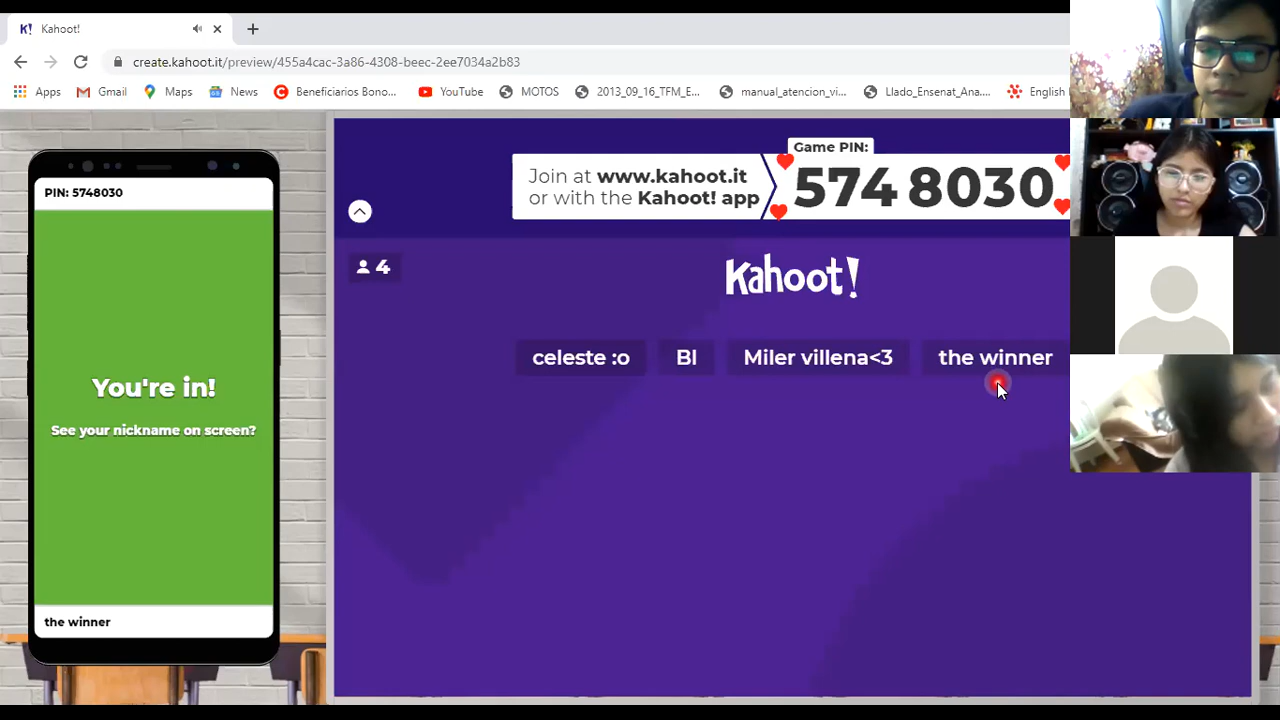 K! Kahoot!
create.kahoot.it/preview/455a4cac-3a86-4308-beec-2ee7034a2b83
Apps Gmail Maps News Beneficiarios Bono... YouTube MOTOS 2013_09_16_TFM_E... manual_atencion_vi... Llado_Ensenat_Ana.... English
PIN: 5748030
You're in!
See your nickname on screen?
the winner
Game PIN:
Join at www.kahoot.it
or with the Kahoot! app
574 8030
4
Kahoot!
celeste :o BI Miler villena<3 the winner